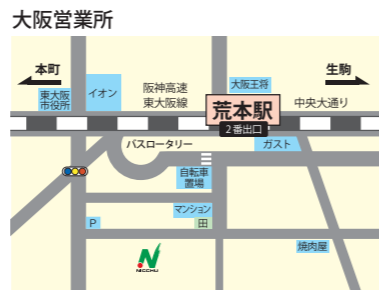 大阪営業所
本町
生駒
東大阪
市役所
イオン
阪神高速
東大阪線
大阪王将
荒本駅
2番出口
中央大通り
バスロータリー
ガスト
自転車
置場
マンション
P
田
焼肉屋
NICCHU